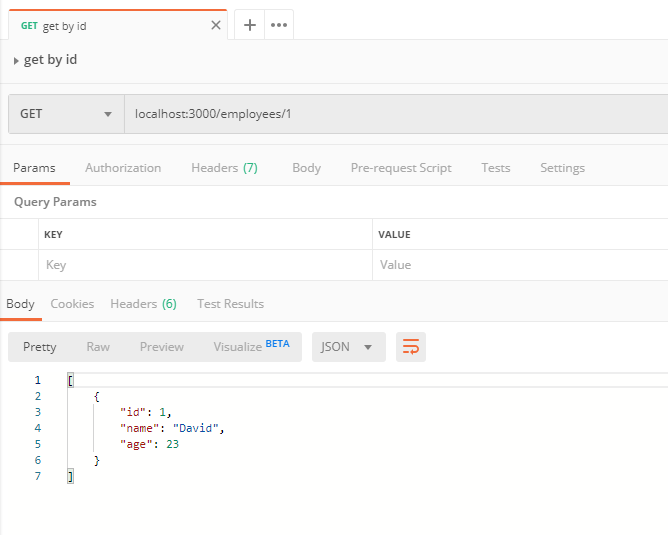 GET get by id
get by id
GET localhost:3000/employees/1
Params Authorization Headers (7) Body Pre-request Script Tests Settings
Query Params
KEY VALUE
Key Value
Body Cookies Headers (6) Test Results
Pretty Raw Preview Visualize BETA JSON
1 [
2 {
3 "id": 1,
4 "name": "David",
5 "age": 23
6 }
7 ]